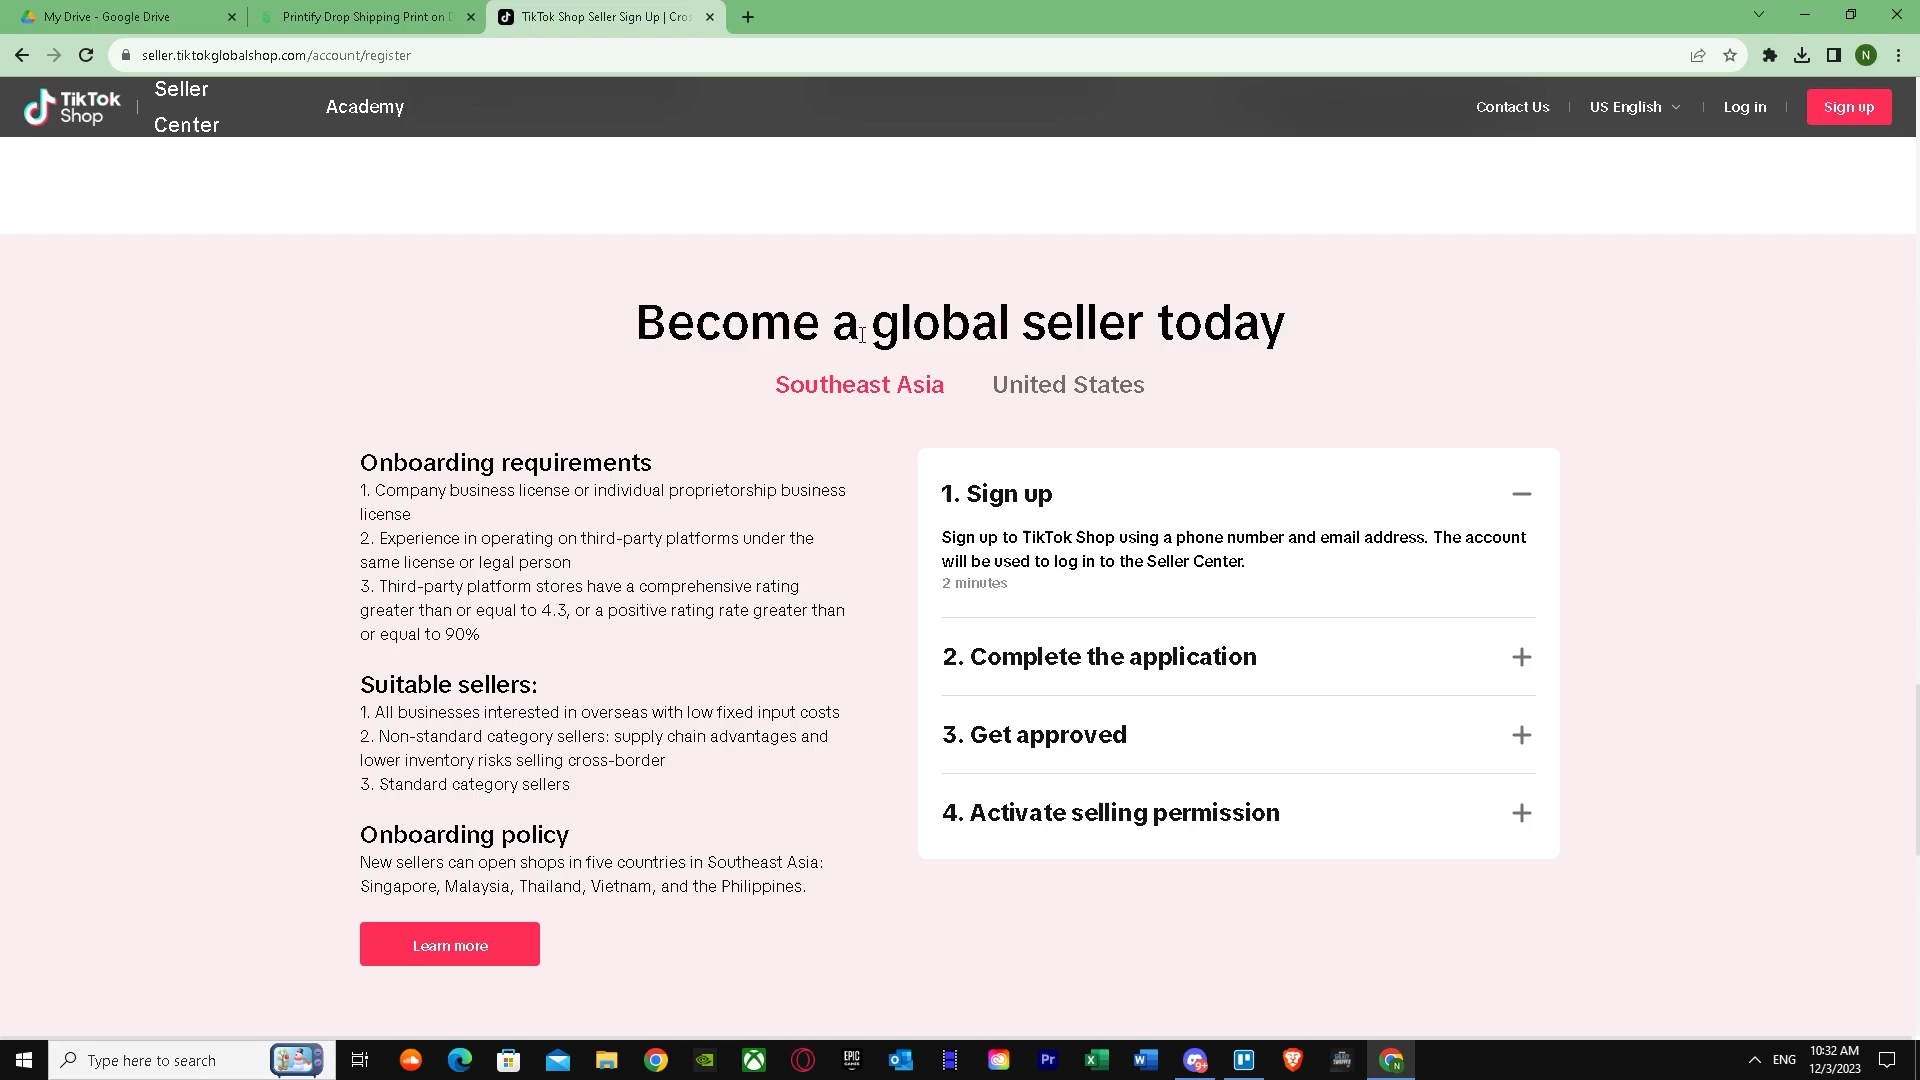 My Drive - Google Drive
Printify Drop Shipping Print on D
TikTok Shop Seller Sign Up | Cros
seller.tiktokglobalshop.com/account/register
N
TikTok Shop
Seller Center
Academy
Contact Us
US English
Log in
Sign up
Become a global seller today
Southeast Asia
United States
Onboarding requirements
1. Company business license or individual proprietorship business
license
2. Experience in operating on third-party platforms under the
same license or legal person
3. Third-party platform stores have a comprehensive rating
greater than or equal to 4.3, or a positive rating rate greater than
or equal to 90%
Suitable sellers:
1. All businesses interested in overseas with low fixed input costs
2. Non-standard category sellers: supply chain advantages and
lower inventory risks selling cross-border
3. Standard category sellers
Onboarding policy
New sellers can open shops in five countries in Southeast Asia:
Singapore, Malaysia, Thailand, Vietnam, and the Philippines.
Learn more
1. Sign up
Sign up to TikTok Shop using a phone number and email address. The account
will be used to log in to the Seller Center.
2 minutes
2. Complete the application
3. Get approved
4. Activate selling permission
Type here to search
EPIC GAMES
Pr
9+
N
ENG
10:32 AM
12/3/2023